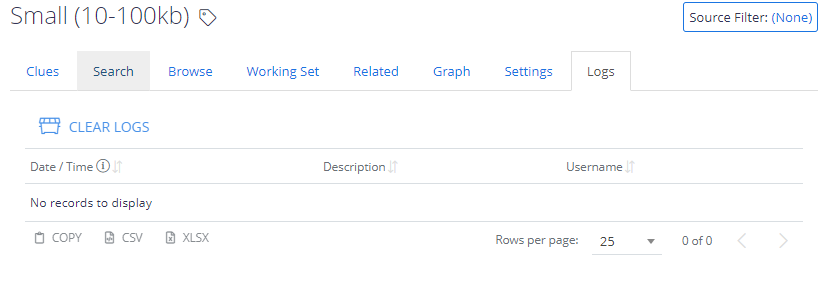 Small (10-100kb)
Source Filter: (None)
Clues Search Browse Working Set Related Graph Settings Logs
CLEAR LOGS
Date / Time Description Username
No records to display
COPY CSV XLSX Rows per page: 25 0 of 0